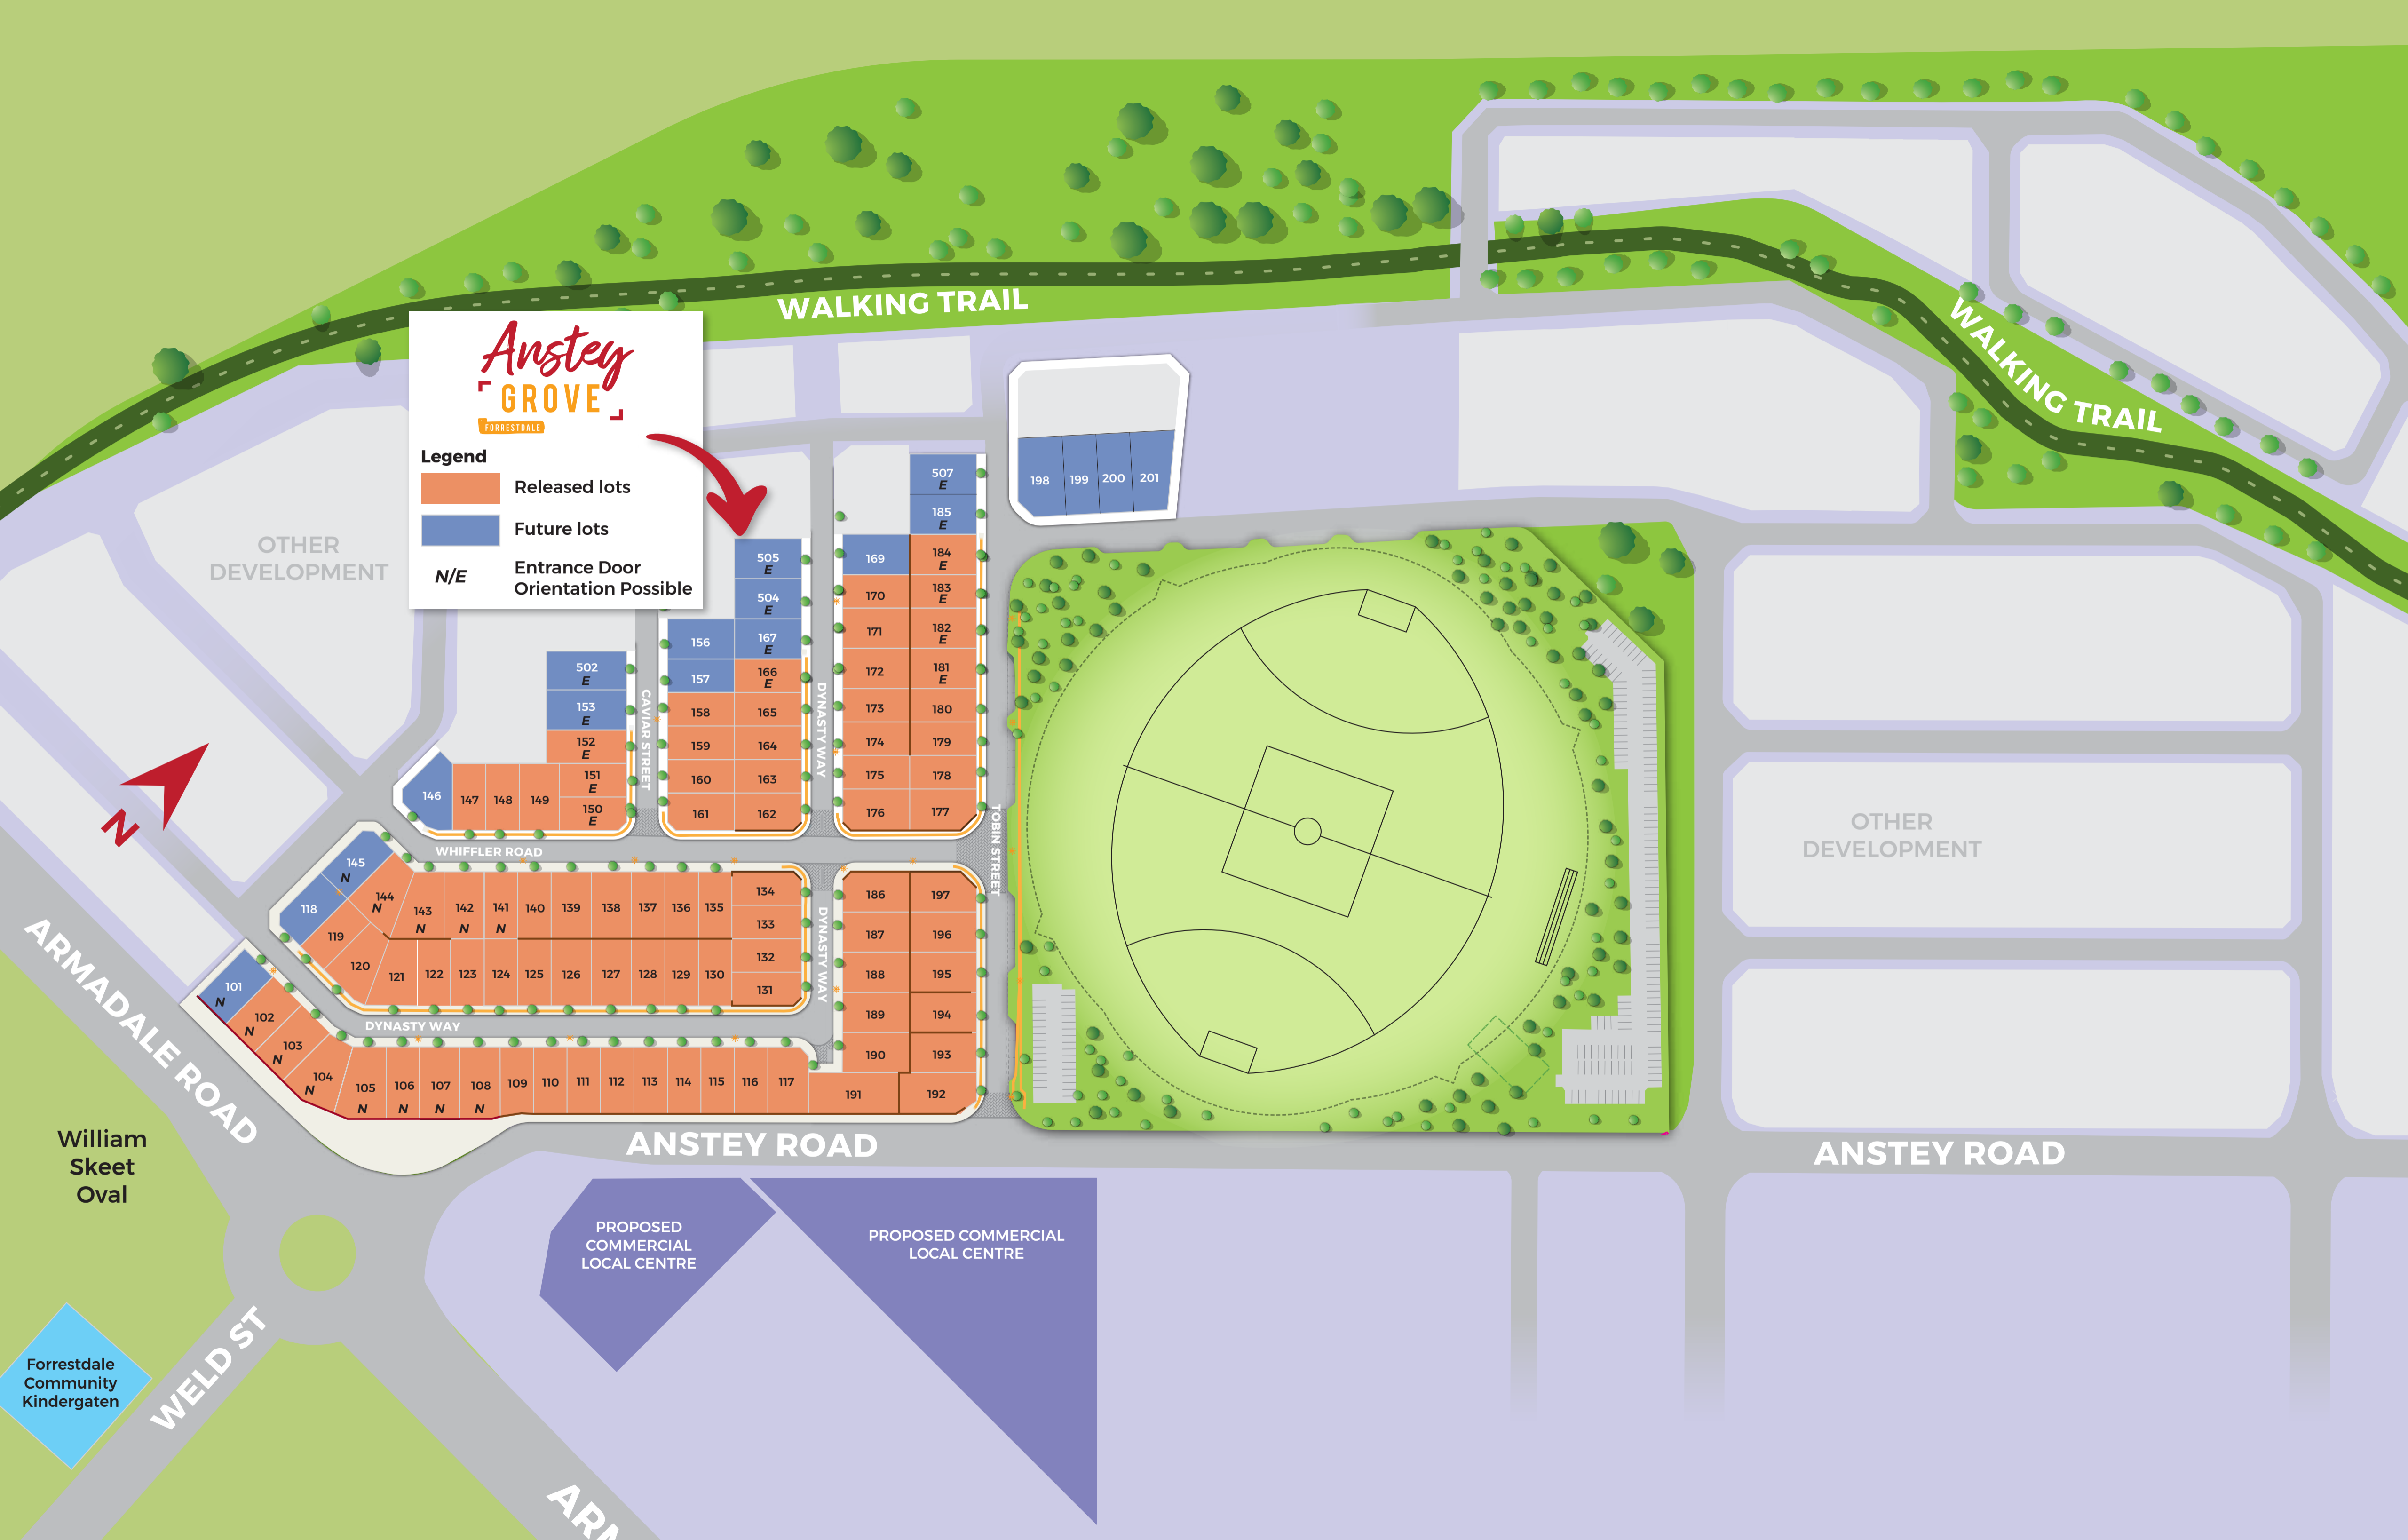 WALKING TRAIL
WALKING TRAIL
Anstey
GROVE
FORRESTDALE
Legend
Released lots
Future lots
N/E
Entrance Door
Orientation Possible
OTHER
DEVELOPMENT
N
198 199 200 201
507
E
185
E
169
184
E
170
183
E
171
182
E
172
181
E
173 180
174 179
175 178
176 177
505
E
504
E
156
167
E
157
166
E
158 165
159 164
160 163
161 162
502
E
153
E
152
E
151
E
150
E
146 147 148 149
CAVIAR STREET
DYNASTY WAY
TOBIN STREET
WHIFFLER ROAD
145
N
144
N
143
N
142
N
141
N
140 139 138 137 136 135
134
133
132
131
118
119
120
121 122 123 124 125 126 127 128 129 130
DYNASTY WAY
186 197
187 196
188 195
189 194
190 193
191 192
DYNASTY WAY
101
N
102
N
103
N
104
N
105
N
106
N
107
N
108
N
109 110 111 112 113 114 115 116 117
OTHER
DEVELOPMENT
ARMADALE ROAD
ANSTEY ROAD
ANSTEY ROAD
William
Skeet
Oval
PROPOSED
COMMERCIAL
LOCAL CENTRE
PROPOSED COMMERCIAL
LOCAL CENTRE
WELD ST
Forrestdale
Community
Kindergaten
ARM